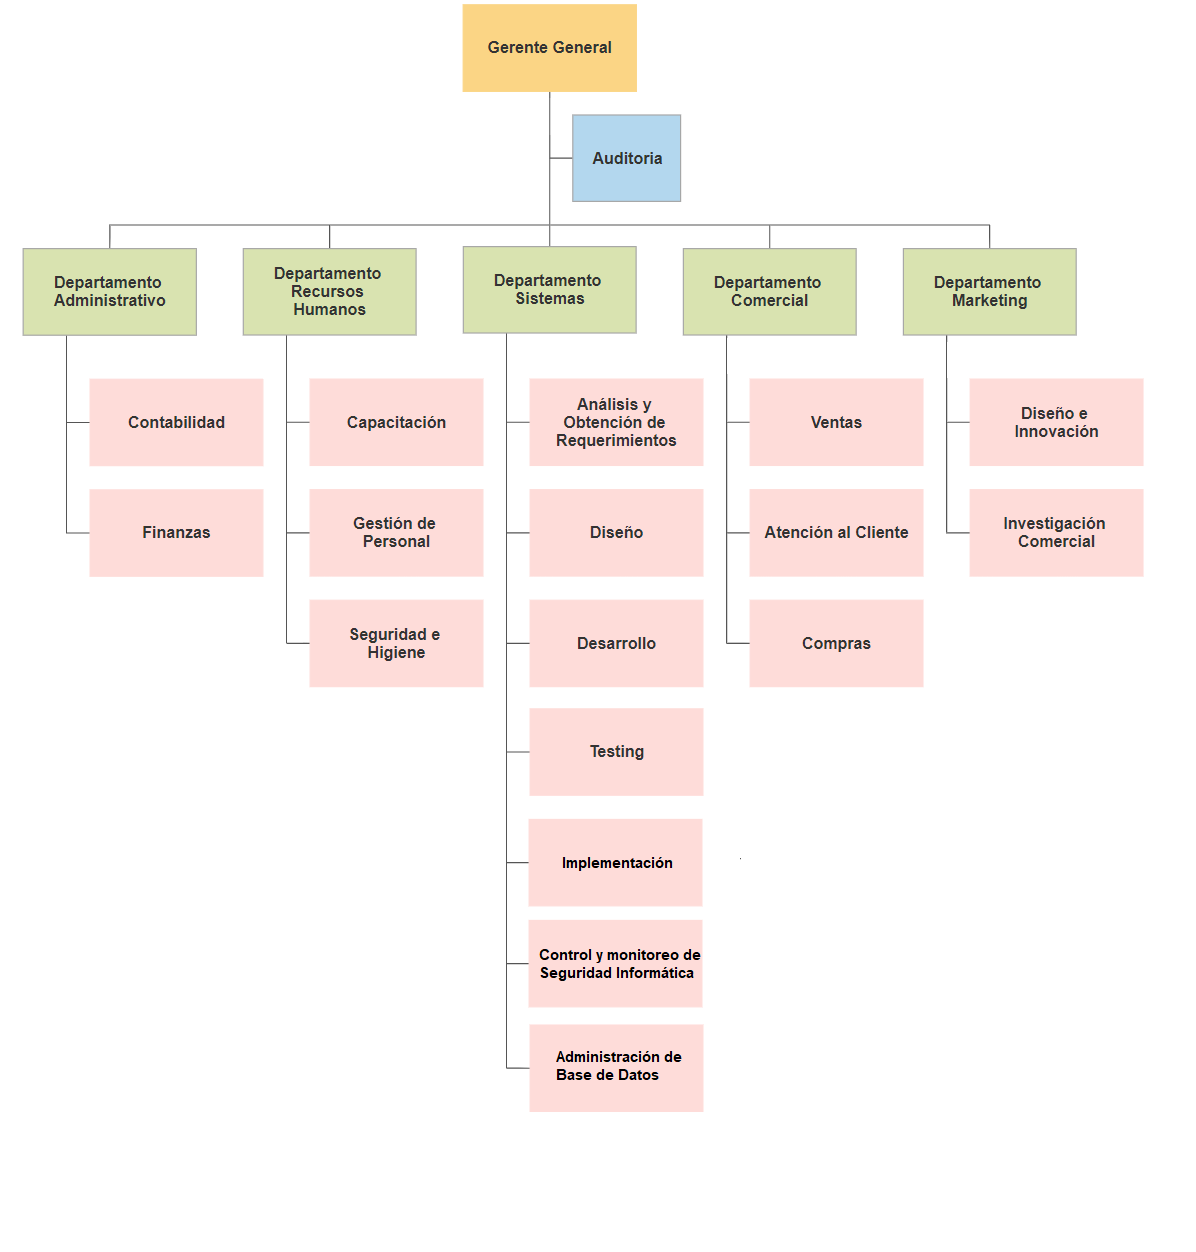 Gerente General
Auditoria
Departamento
Administrativo
Departamento
Recursos
Humanos
Departamento
Sistemas
Departamento
Comercial
Departamento
Marketing
Contabilidad
Finanzas
Capacitación
Gestión de
Personal
Seguridad e
Higiene
Análisis y
Obtención de
Requerimientos
Diseño
Desarrollo
Testing
Implementación
Control y monitoreo de
Seguridad Informática
Administración de
Base de Datos
Ventas
Atención al Cliente
Compras
Diseño e
Innovación
Investigación
Comercial